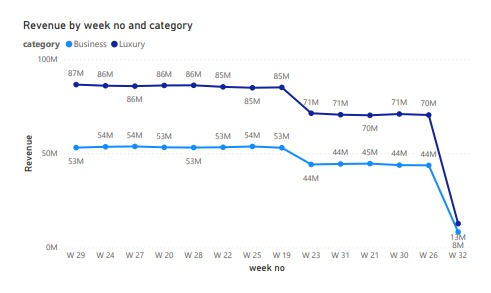 Revenue by week no and category
category Business Luxury
100M
87M 86M 86M 86M 85M 85M
86M 85M
71M 71M 71M 70M
70M
Revenue
54M 54M 53M 53M 54M 53M
50M
53M 53M
44M 45M 44M 44M
44M
13M
8M
0M
W 29 W 24 W 27 W 20 W 28 W 22 W 25 W 19 W 23 W 31 W 21 W 30 W 26 W 32
week no